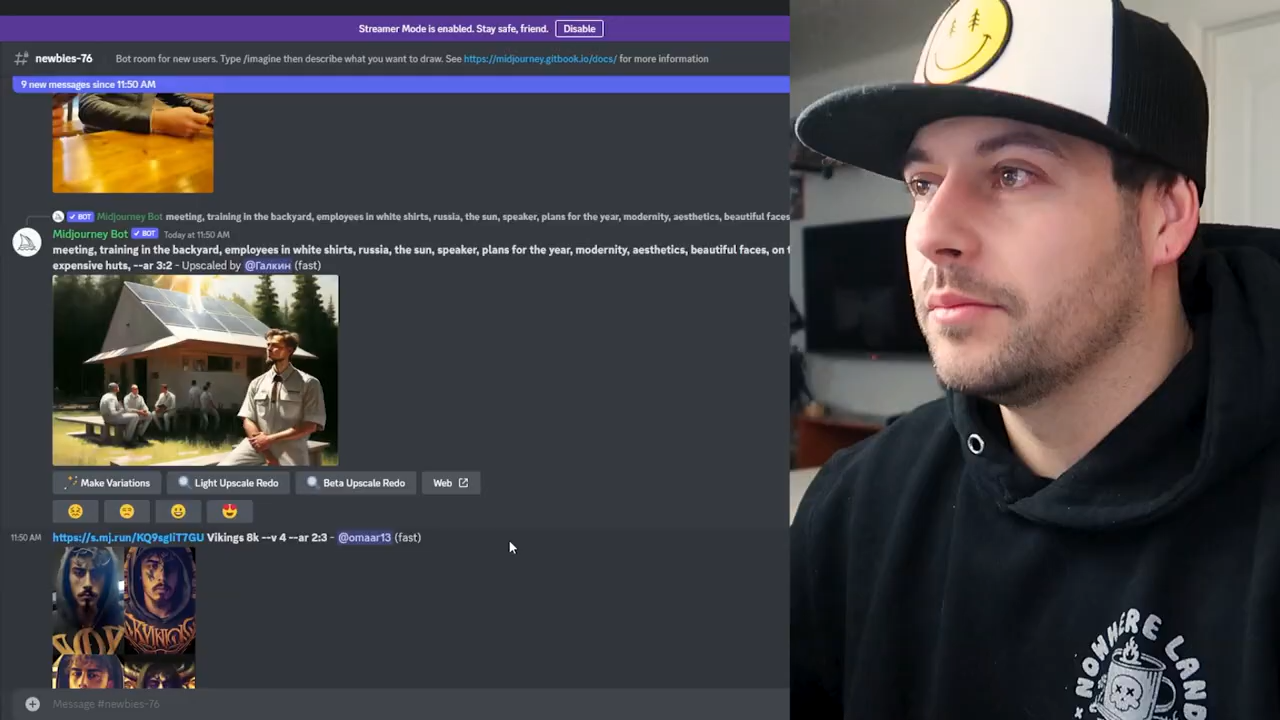 Streamer Mode is enabled. Stay safe, friend. Disable
newbies-76 Bot room for new users. Type /imagine then describe what you want to draw. See https://midjourney.gitbook.io/docs/ for more information
9 new messages since 11:50 AM
BOT Midjourney Bot meeting, training in the backyard, employees in white shirts, russia, the sun, speaker, plans for the year, modernity, aesthetics, beautiful faces
Midjourney Bot BOT Today at 11:50 AM
meeting, training in the backyard, employees in white shirts, russia, the sun, speaker, plans for the year, modernity, aesthetics, beautiful faces, on t
expensive huts, --ar 3:2 - Upscaled by @Галкин (fast)
Make Variations Light Upscale Redo Beta Upscale Redo Web
11:50 AM https://s.mj.run/KQ9sgIiT7GU Vikings 8k --v 4 --ar 2:3 - @omaar13 (fast)
Message #newbies-76
NOWHERE LAND